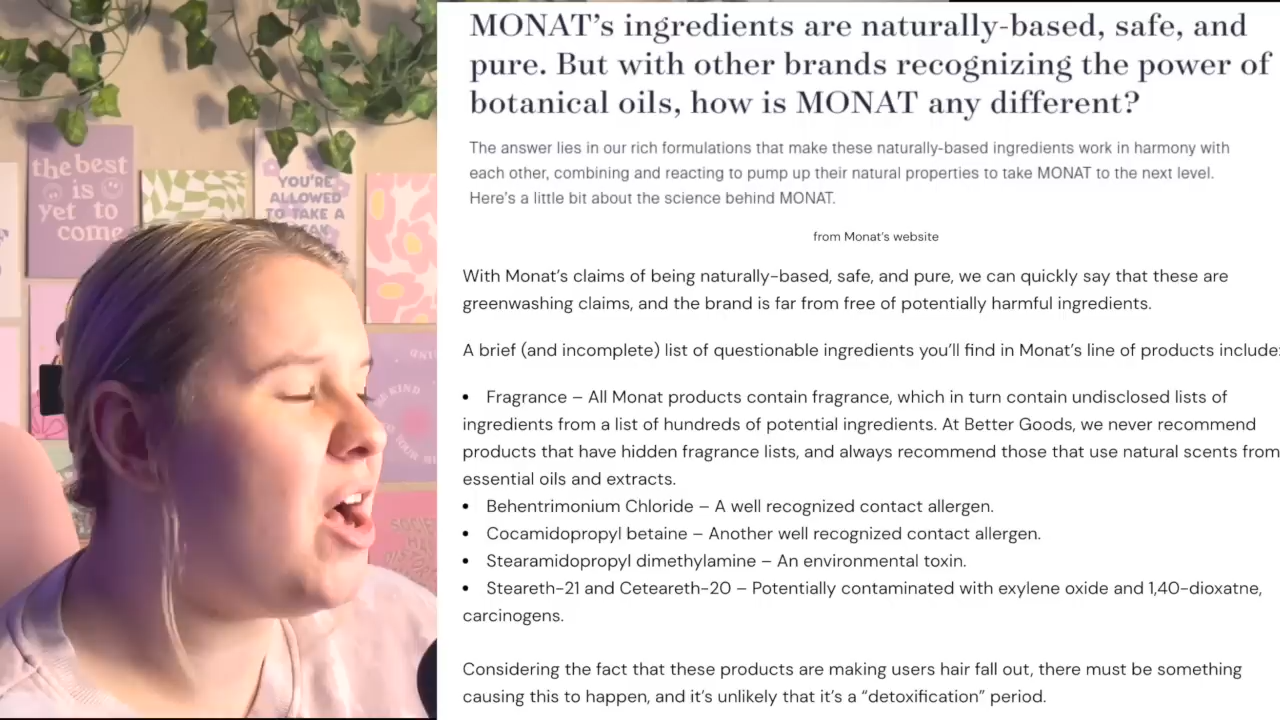 the best
is
yet to
come
YOU'RE
ALLOWED
TO TAKE A
KIND
MONAT's ingredients are naturally-based, safe, and
pure. But with other brands recognizing the power of
botanical oils, how is MONAT any different?
The answer lies in our rich formulations that make these naturally-based ingredients work in harmony with
each other, combining and reacting to pump up their natural properties to take MONAT to the next level.
Here's a little bit about the science behind MONAT.
from Monat's website
With Monat's claims of being naturally-based, safe, and pure, we can quickly say that these are
greenwashing claims, and the brand is far from free of potentially harmful ingredients.
A brief (and incomplete) list of questionable ingredients you'll find in Monat's line of products include:
• Fragrance – All Monat products contain fragrance, which in turn contain undisclosed lists of
ingredients from a list of hundreds of potential ingredients. At Better Goods, we never recommend
products that have hidden fragrance lists, and always recommend those that use natural scents from
essential oils and extracts.
• Behentrimonium Chloride – A well recognized contact allergen.
• Cocamidopropyl betaine – Another well recognized contact allergen.
• Stearamidopropyl dimethylamine – An environmental toxin.
• Steareth-21 and Ceteareth-20 – Potentially contaminated with exylene oxide and 1,40-dioxatne,
carcinogens.
Considering the fact that these products are making users hair fall out, there must be something
causing this to happen, and it's unlikely that it's a “detoxification” period.